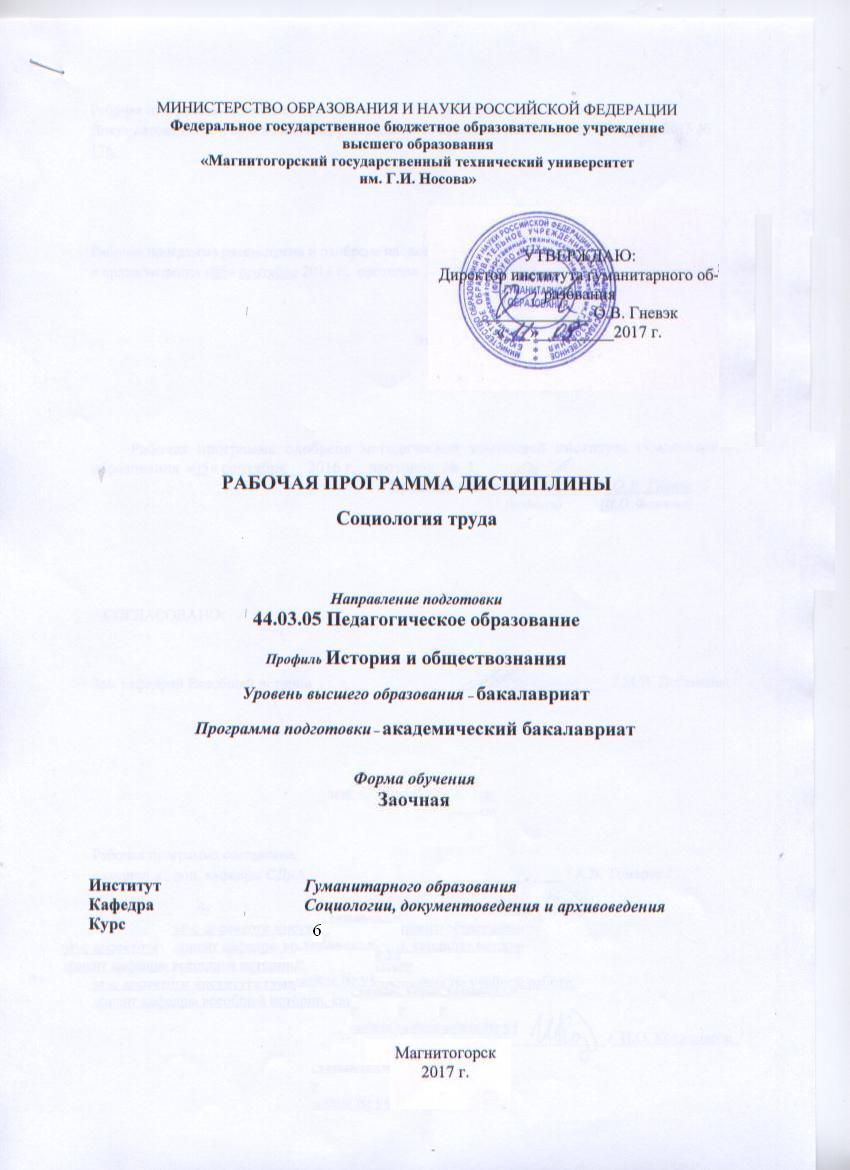 МИНИСТЕРСТВО ОБРАЗОВАНИЯ И НАУКИ РОССИЙСКОЙ ФЕДЕРАЦИИ
Федеральное государственное бюджетное образовательное учреждение
высшего образования
«Магнитогорский государственный технический университет
им. Г.И. Носова»
УТВЕРЖДАЮ:
Директор института гуманитарного об-
разования
О.В. Гневэк
2017 г.
РАБОЧАЯ ПРОГРАММА ДИСЦИПЛИНЫ
Социология труда
Направление подготовки
44.03.05 Педагогическое образование
Профиль История и обществознания
Уровень высшего образования – бакалавриат
Программа подготовки – академический бакалавриат
Форма обучения
Заочная
Институт Гуманитарного образования
Кафедра Социологии, документоведения и архивоведения
Курс 6
Магнитогорск
2017 г.